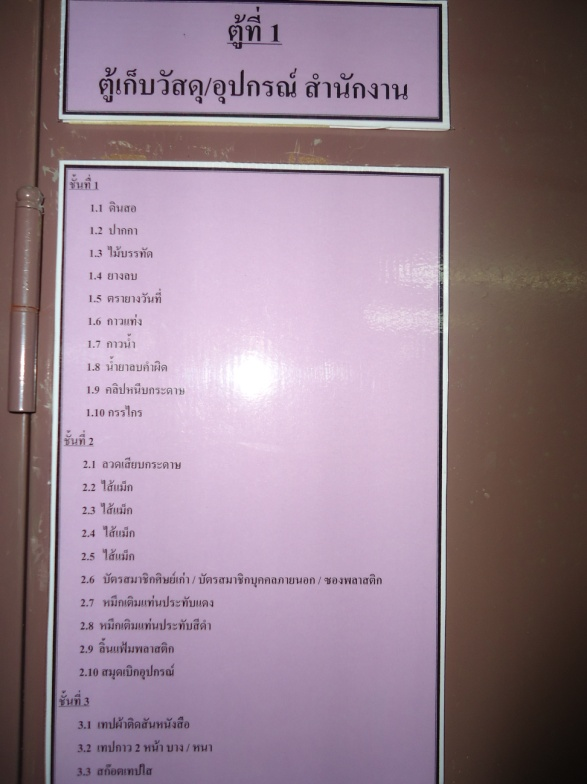 ตู้ที่ 1
ตู้เก็บวัสดุ/อุปกรณ์ สำนักงาน
ชั้นที่ 1
1.1 ดินสอ
1.2 ปากกา
1.3 ไม้บรรทัด
1.4 ยางลบ
1.5 ตรายางวันที่
1.6 กาวแท่ง
1.7 กาวน้ำ
1.8 น้ำยาลบคำผิด
1.9 คลิปหนีบกระดาษ
1.10 กรรไกร
ชั้นที่ 2
2.1 ลวดเสียบกระดาษ
2.2 ไส้แม็ก
2.3 ไส้แม็ก
2.4 ไส้แม็ก
2.5 ไส้แม็ก
2.6 บัตรสมาชิกศิษย์เก่า / บัตรสมาชิกบุคคลภายนอก / ซองพลาสติก
2.7 หมึกเติมแท่นประทับแดง
2.8 หมึกเติมแท่นประทับสีดำ
2.9 ลิ้นแฟ้มพลาสติก
2.10 สมุดเบิกอุปกรณ์
ชั้นที่ 3
3.1 เทปผ้าติดสันหนังสือ
3.2 เทปกาว 2 หน้า บาง / หนา
3.3 สก๊อตเทปใส